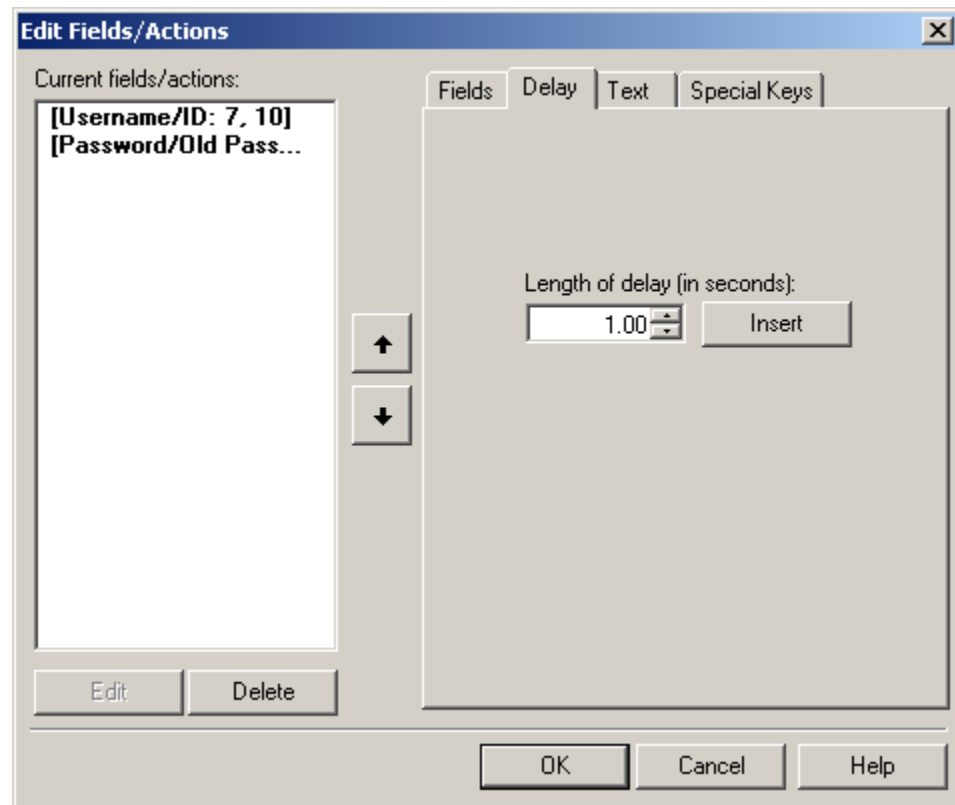 Edit Fields/Actions
Current fields/actions:
[Username/ID: 7, 10]
[Password/Old Pass...
Edit
Delete
Fields
Delay
Text
Special Keys
Length of delay (in seconds):
1.00
Insert
OK
Cancel
Help